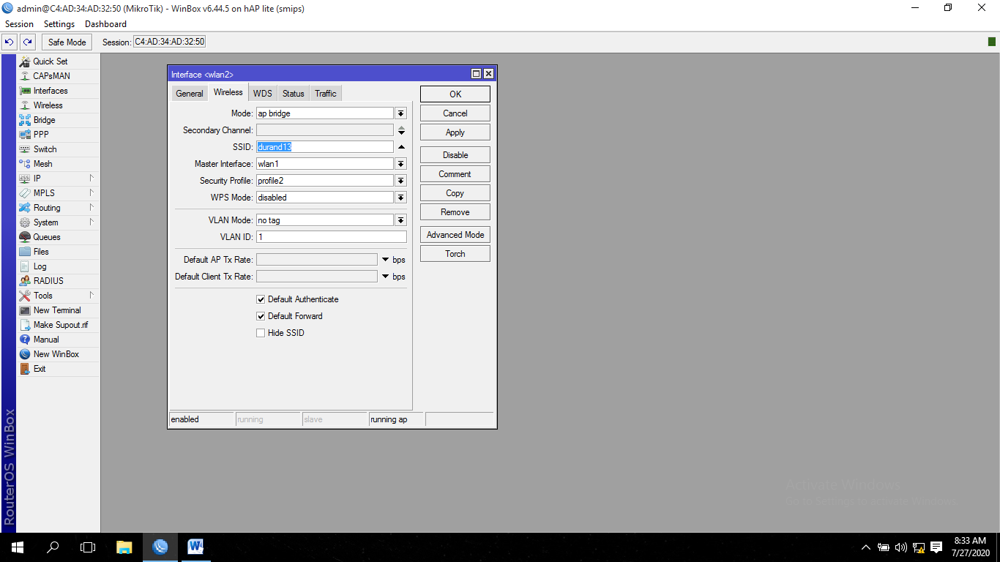 admin@C4:AD:34:AD:32:50 (MikroTik) - WinBox v6.44.5 on hAP lite (smips)
Session Settings Dashboard
Safe Mode Session: C4:AD:34:AD:32:50
Quick Set
CAPsMAN
Interfaces
Wireless
Bridge
PPP
Switch
Mesh
IP
MPLS
Routing
System
Queues
Files
Log
RADIUS
Tools
New Terminal
Make Supout.rif
Manual
New WinBox
Exit
RouterOS WinBox
Interface <wlan2>
General Wireless WDS Status Traffic
Mode: ap bridge
Secondary Channel:
SSID: durand13
Master Interface: wlan1
Security Profile: profile2
WPS Mode: disabled
VLAN Mode: no tag
VLAN ID: 1
Default AP Tx Rate: bps
Default Client Tx Rate: bps
Default Authenticate
Default Forward
Hide SSID
OK
Cancel
Apply
Disable
Comment
Copy
Remove
Advanced Mode
Torch
enabled running slave running ap
Activate Windows
Go to Settings to activate Windows.
8:33 AM
7/27/2020